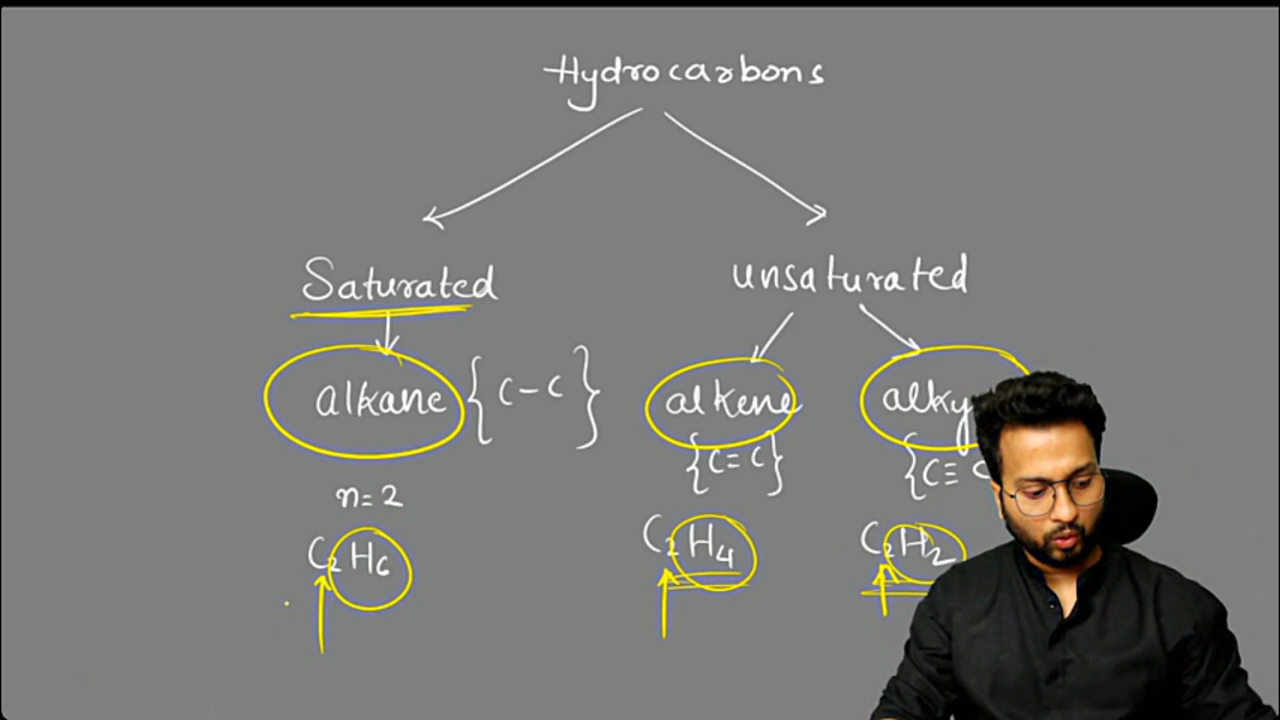 Hydrocarbons
Saturated
unsaturated
alkane {C-C}
alkene
{C=C}
{C≡C
n=2
C2H6
C2H4
C2H2